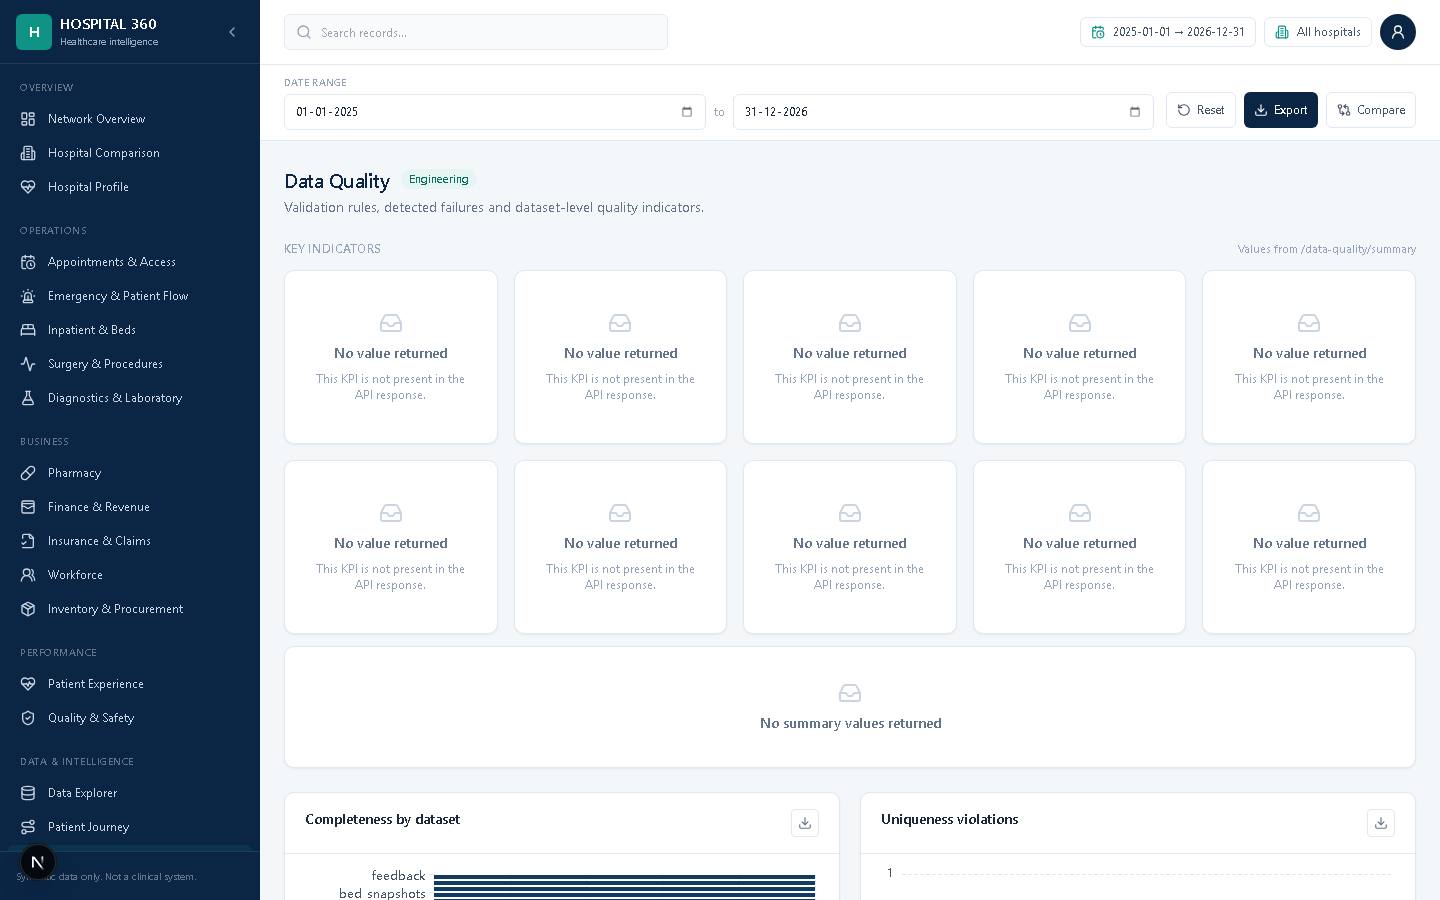 H
HOSPITAL 360
Healthcare intelligence
OVERVIEW
Network Overview
Hospital Comparison
Hospital Profile
OPERATIONS
Appointments & Access
Emergency & Patient Flow
Inpatient & Beds
Surgery & Procedures
Diagnostics & Laboratory
BUSINESS
Pharmacy
Finance & Revenue
Insurance & Claims
Workforce
Inventory & Procurement
PERFORMANCE
Patient Experience
Quality & Safety
DATA & INTELLIGENCE
Data Explorer
Patient Journey
N
data only. Not a clinical system.
Search records...
2025-01-01 → 2026-12-31
All hospitals
DATE RANGE
01-01-2025
to
31-12-2026
Reset
Export
Compare
Data Quality
Engineering
Validation rules, detected failures and dataset-level quality indicators.
KEY INDICATORS
Values from /data-quality/summary
No value returned
This KPI is not present in the
API response.
No value returned
This KPI is not present in the
API response.
No value returned
This KPI is not present in the
API response.
No value returned
This KPI is not present in the
API response.
No value returned
This KPI is not present in the
API response.
No value returned
This KPI is not present in the
API response.
No value returned
This KPI is not present in the
API response.
No value returned
This KPI is not present in the
API response.
No value returned
This KPI is not present in the
API response.
No value returned
This KPI is not present in the
API response.
No summary values returned
Completeness by dataset
feedback
bed snapshots
Uniqueness violations
1